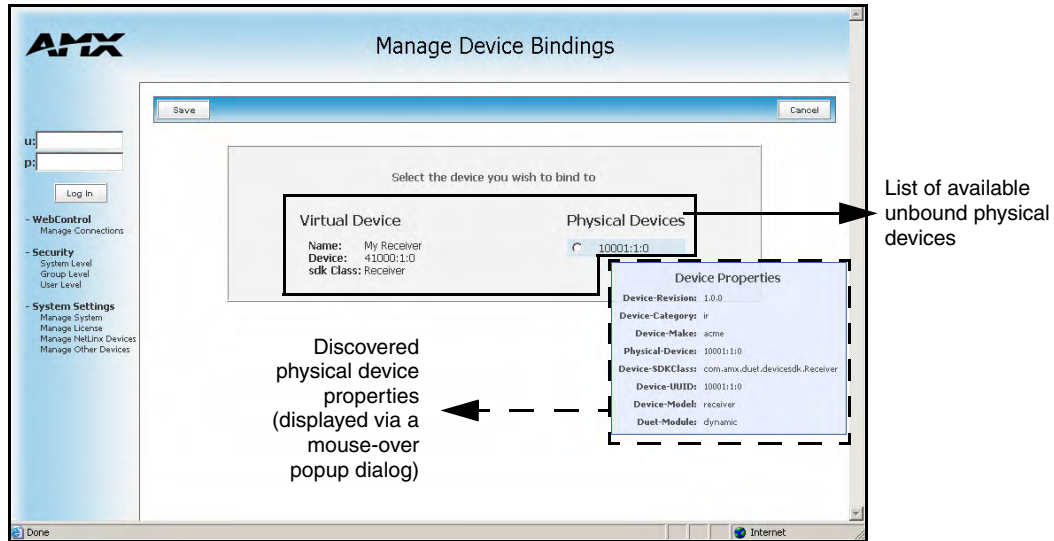 AMX
Manage Device Bindings
Save
Cancel
u:
p:
Log In
- WebControl
Manage Connections
- Security
System Level
Group Level
User Level
- System Settings
Manage System
Manage License
Manage NetLinx Devices
Manage Other Devices
Select the device you wish to bind to
Virtual Device
Name: My Receiver
Device: 41000:1:0
sdk Class: Receiver
Physical Devices
10001:1:0
List of available
unbound physical
devices
Device Properties
Device-Revision: 1.0.0
Device-Category: ir
Device-Make: acme
Physical-Device: 10001:1:0
Device-SDKClass: com.amx.duet.devicesdk.Receiver
Device-UUID: 10001:1:0
Device-Model: receiver
Duet-Module: dynamic
Discovered
physical device
properties
(displayed via a
mouse-over
popup dialog)
Done
Internet